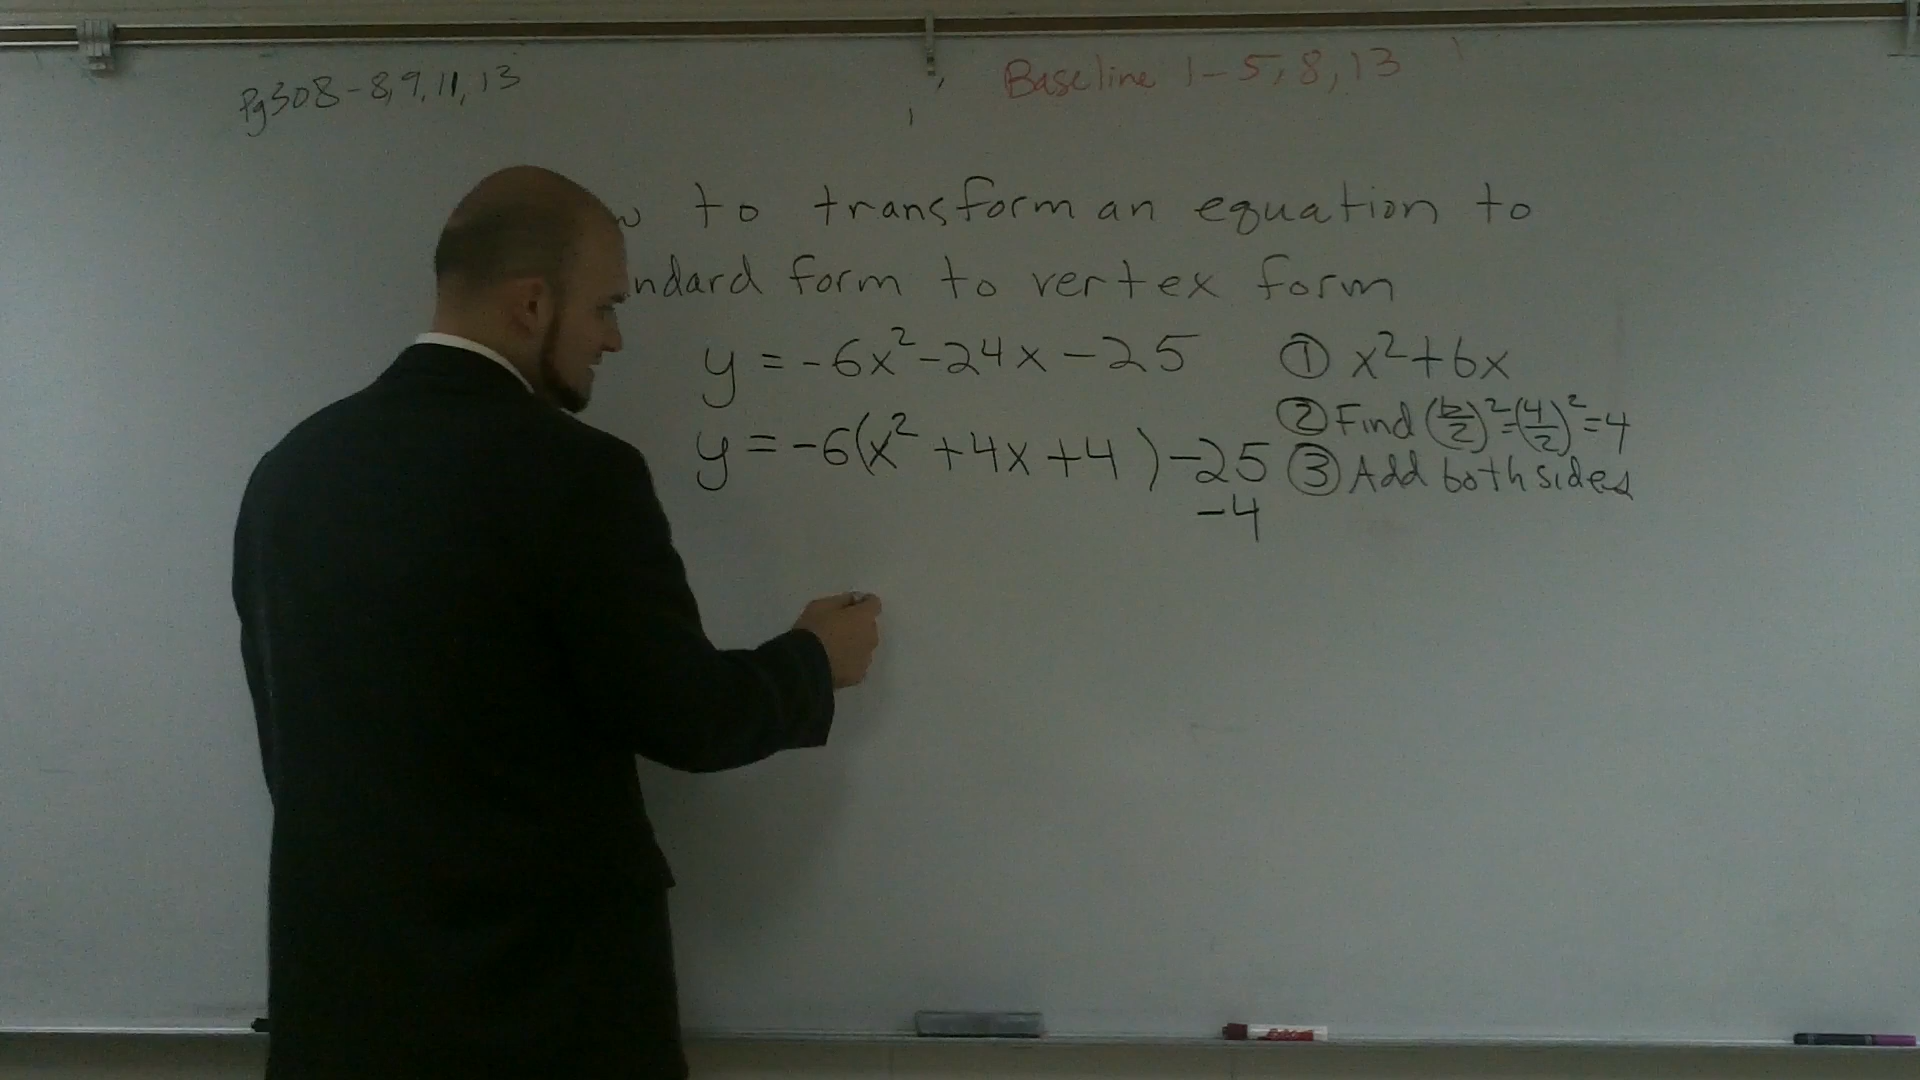 Pg308-8,9,11,13
Baseline 1-5,8,13
to transform an equation to
ndard form to vertex form
y = -6x²-24x-25
① x²+6x
② Find (b/2)²=(4/2)²=4
y = -6(x²+4x+4)-25
③ Add both sides
-4